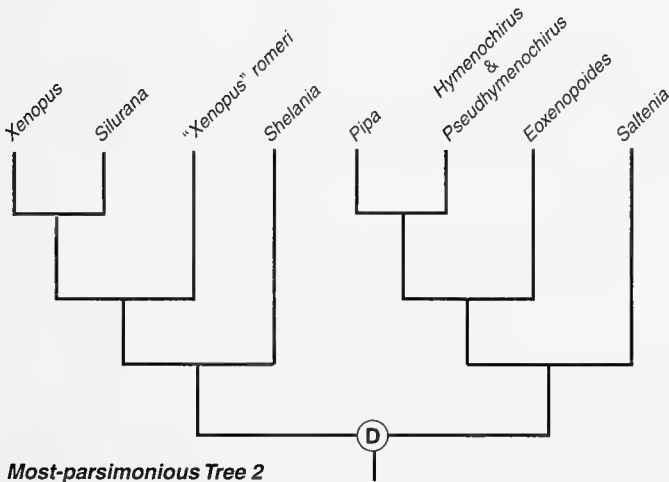 Xenopus
Silurana
"Xenopus" romeri
Shelania
Pipa
Hymenochirus
&
Pseudhymenochirus
Eoxenopoides
Saltenia
D
Most-parsimonious Tree 2